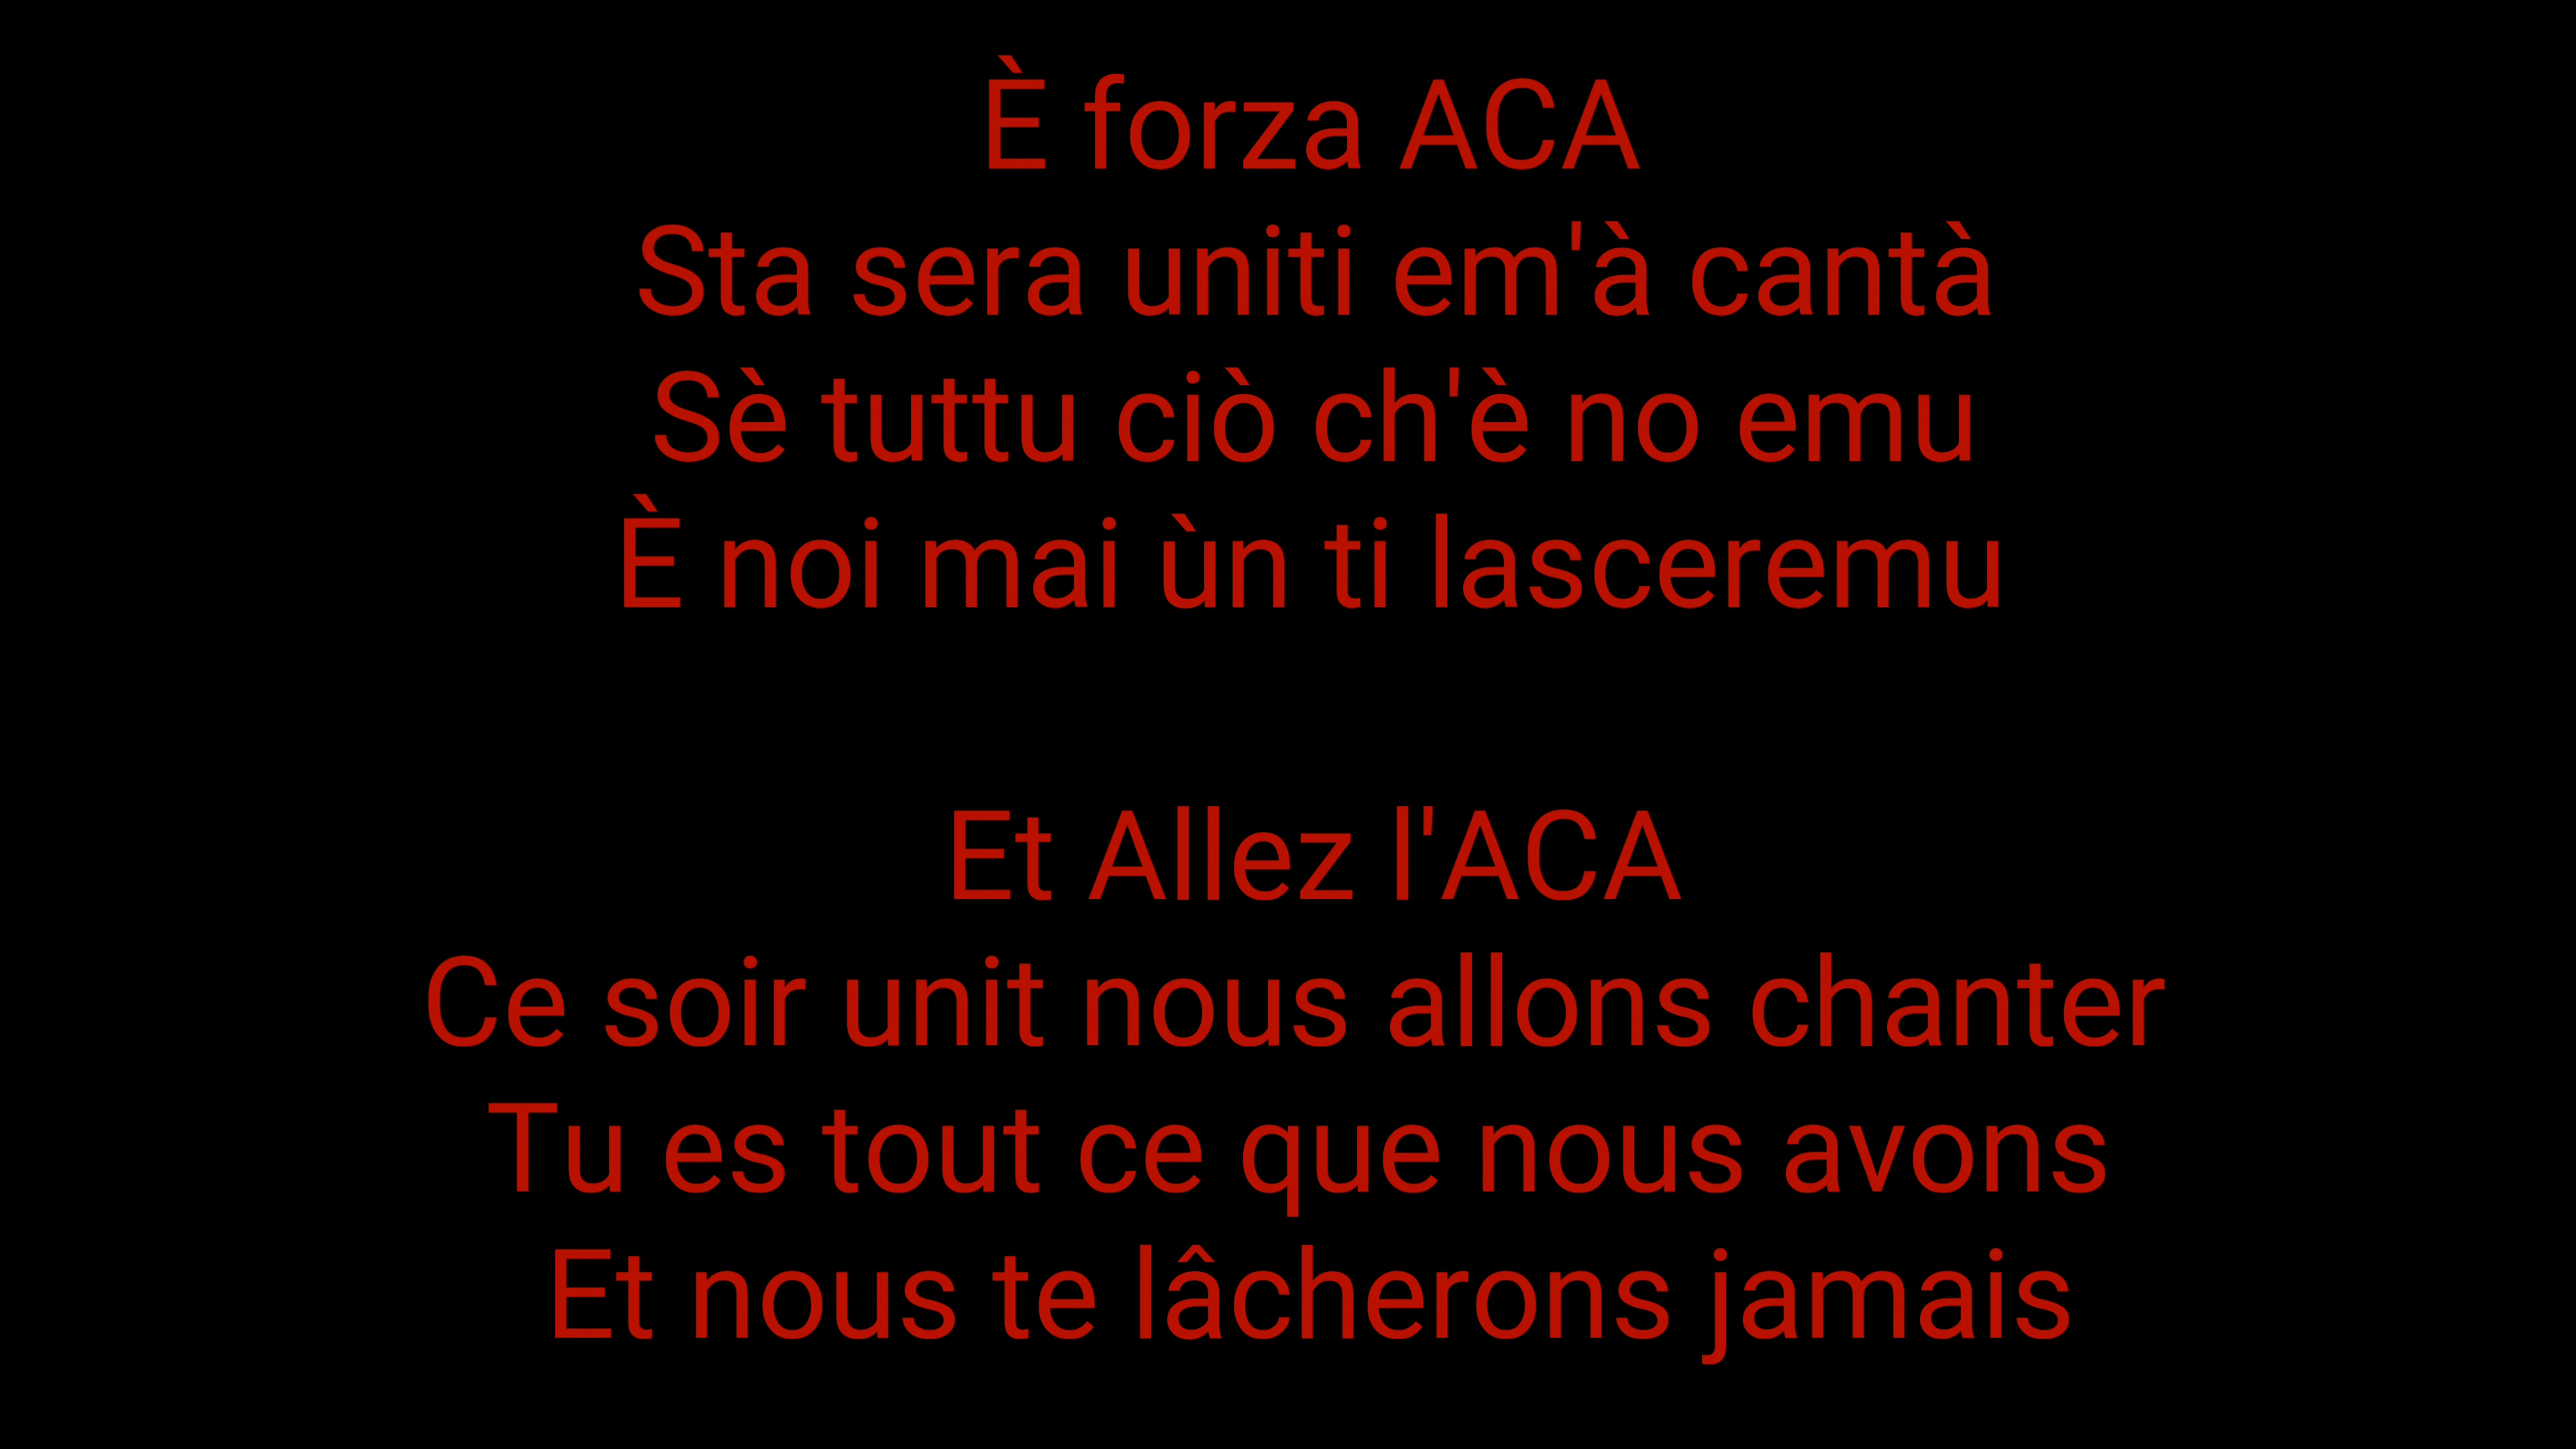 È forza ACA
Sta sera uniti em'à cantà
Sè tuttu ciò ch'è no emu
È noi mai ùn ti lasceremu
Et Allez l'ACA
Ce soir unit nous allons chanter
Tu es tout ce que nous avons
Et nous te lâcherons jamais